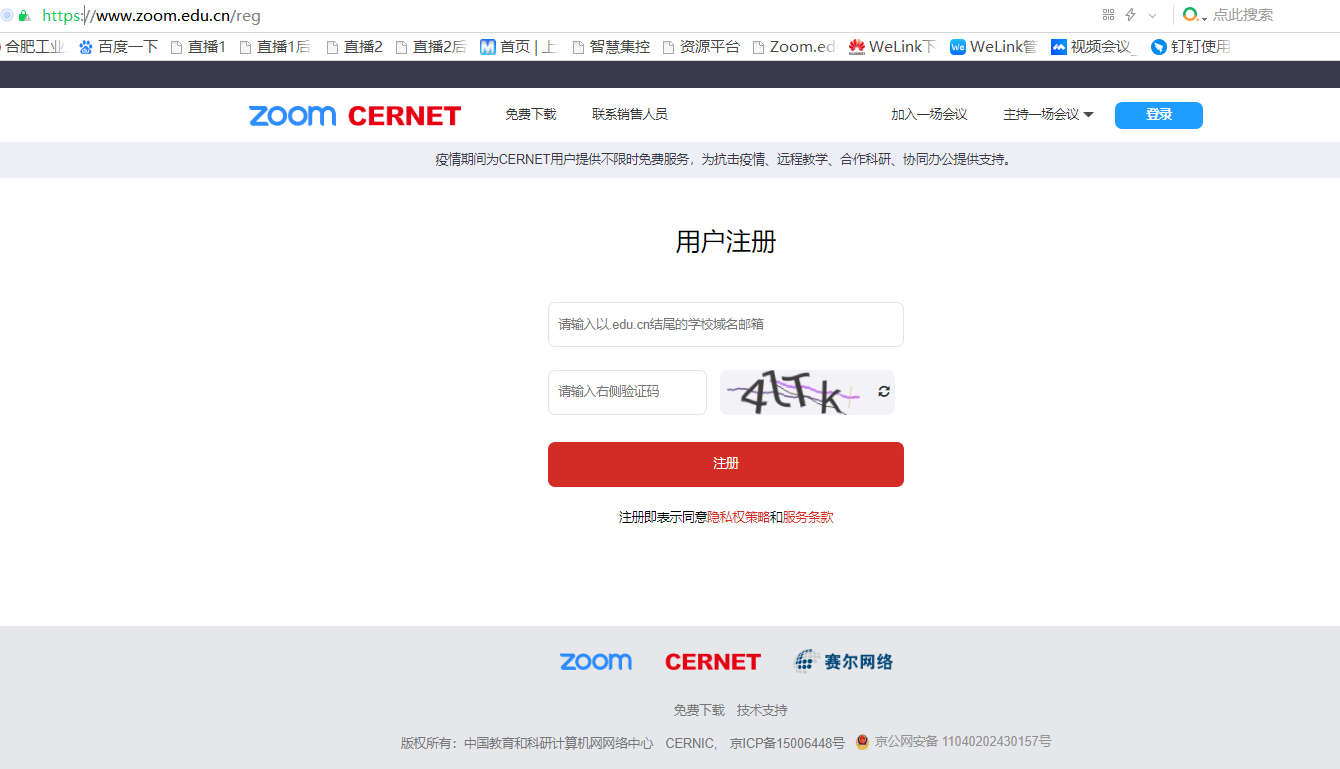 https://www.zoom.edu.cn/reg 点此搜索
合肥工业 百度一下 直播1 直播1后 直播2 直播2后 首页 | 上 智慧集控 资源平台 Zoom.ed WeLink下 WeLink管 视频会议_ 钉钉使用
zoom CERNET 免费下载 联系销售人员 加入一场会议 主持一场会议 登录
疫情期间为CERNET用户提供不限时免费服务，为抗击疫情、远程教学、合作科研、协同办公提供支持。
用户注册
请输入以.edu.cn结尾的学校域名邮箱
请输入右侧验证码 4lTk
注册
注册即表示同意隐私权策略和服务条款
zoom CERNET 赛尔网络
免费下载 技术支持
版权所有：中国教育和科研计算机网网络中心 CERNIC, 京ICP备15006448号 京公网安备 11040202430157号